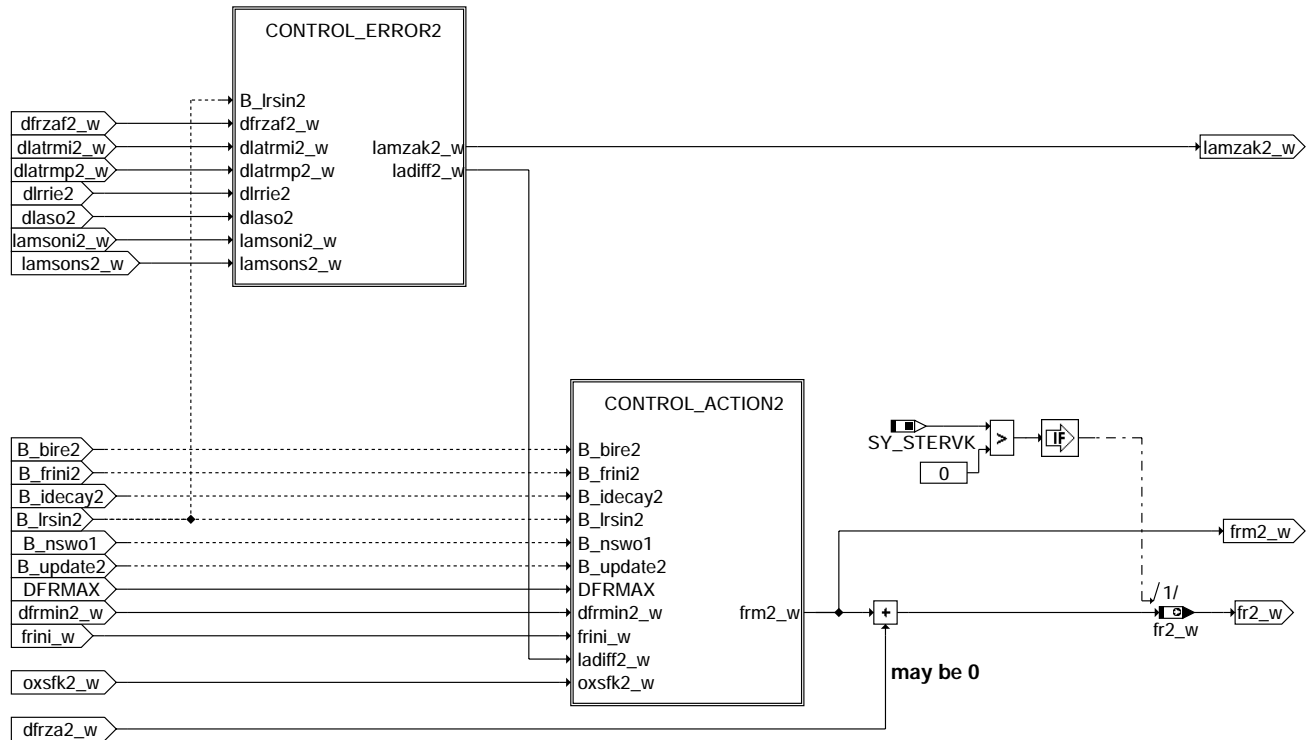 CONTROL_ERROR2
B_lrsin2
dfrzaf2_w dfrzaf2_w
dlatrmi2_w dlatrmi2_w lamzak2_w lamzak2_w
dlatrmp2_w dlatrmp2_w ladiff2_w
dlrrie2 dlrrie2
dlaso2 dlaso2
lamsoni2_w lamsoni2_w
lamsons2_w lamsons2_w
CONTROL_ACTION2
B_bire2 B_bire2 SY_STERVK > IF
B_frini2 B_frini2 0
B_idecay2 B_idecay2
B_lrsin2 B_lrsin2
B_nswo1 B_nswo1 frm2_w
B_update2 B_update2
DFRMAX DFRMAX /1/
dfrmin2_w dfrmin2_w frm2_w + fr2_w
frini_w frini_w fr2_w
ladiff2_w
oxsfk2_w oxsfk2_w may be 0
dfrza2_w